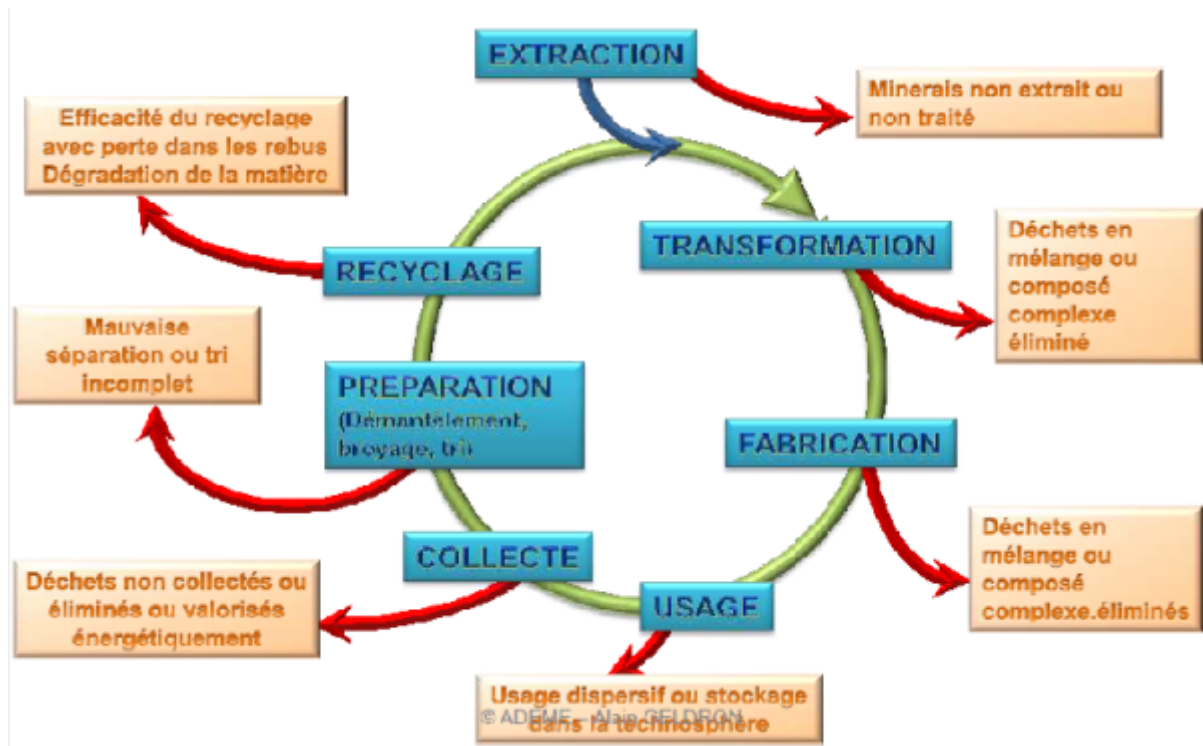 EXTRACTION
Minerais non extrait ou
non traité
Efficacité du recyclage
avec perte dans les rebus
Dégradation de la matière
TRANSFORMATION
Déchets en
mélange ou
composé
complexe
éliminé
RECYCLAGE
Mauvaise
séparation ou tri
incomplet
PREPARATION
(Démantèlement,
broyage, tri)
FABRICATION
Déchets en
mélange ou
composé
complexe.éliminés
COLLECTE
Déchets non collectés ou
éliminés ou valorisés
énergétiquement
USAGE
Usage dispersif ou stockage
dans la technosphère
© ADEME – Alain GELDRON